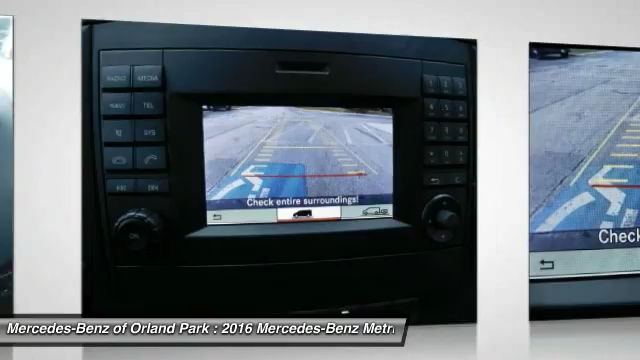 RADIO MEDIA
NAVI TEL
SYS
Check entire surroundings!
Check
ON
Mercedes-Benz of Orland Park : 2016 Mercedes-Benz Metr